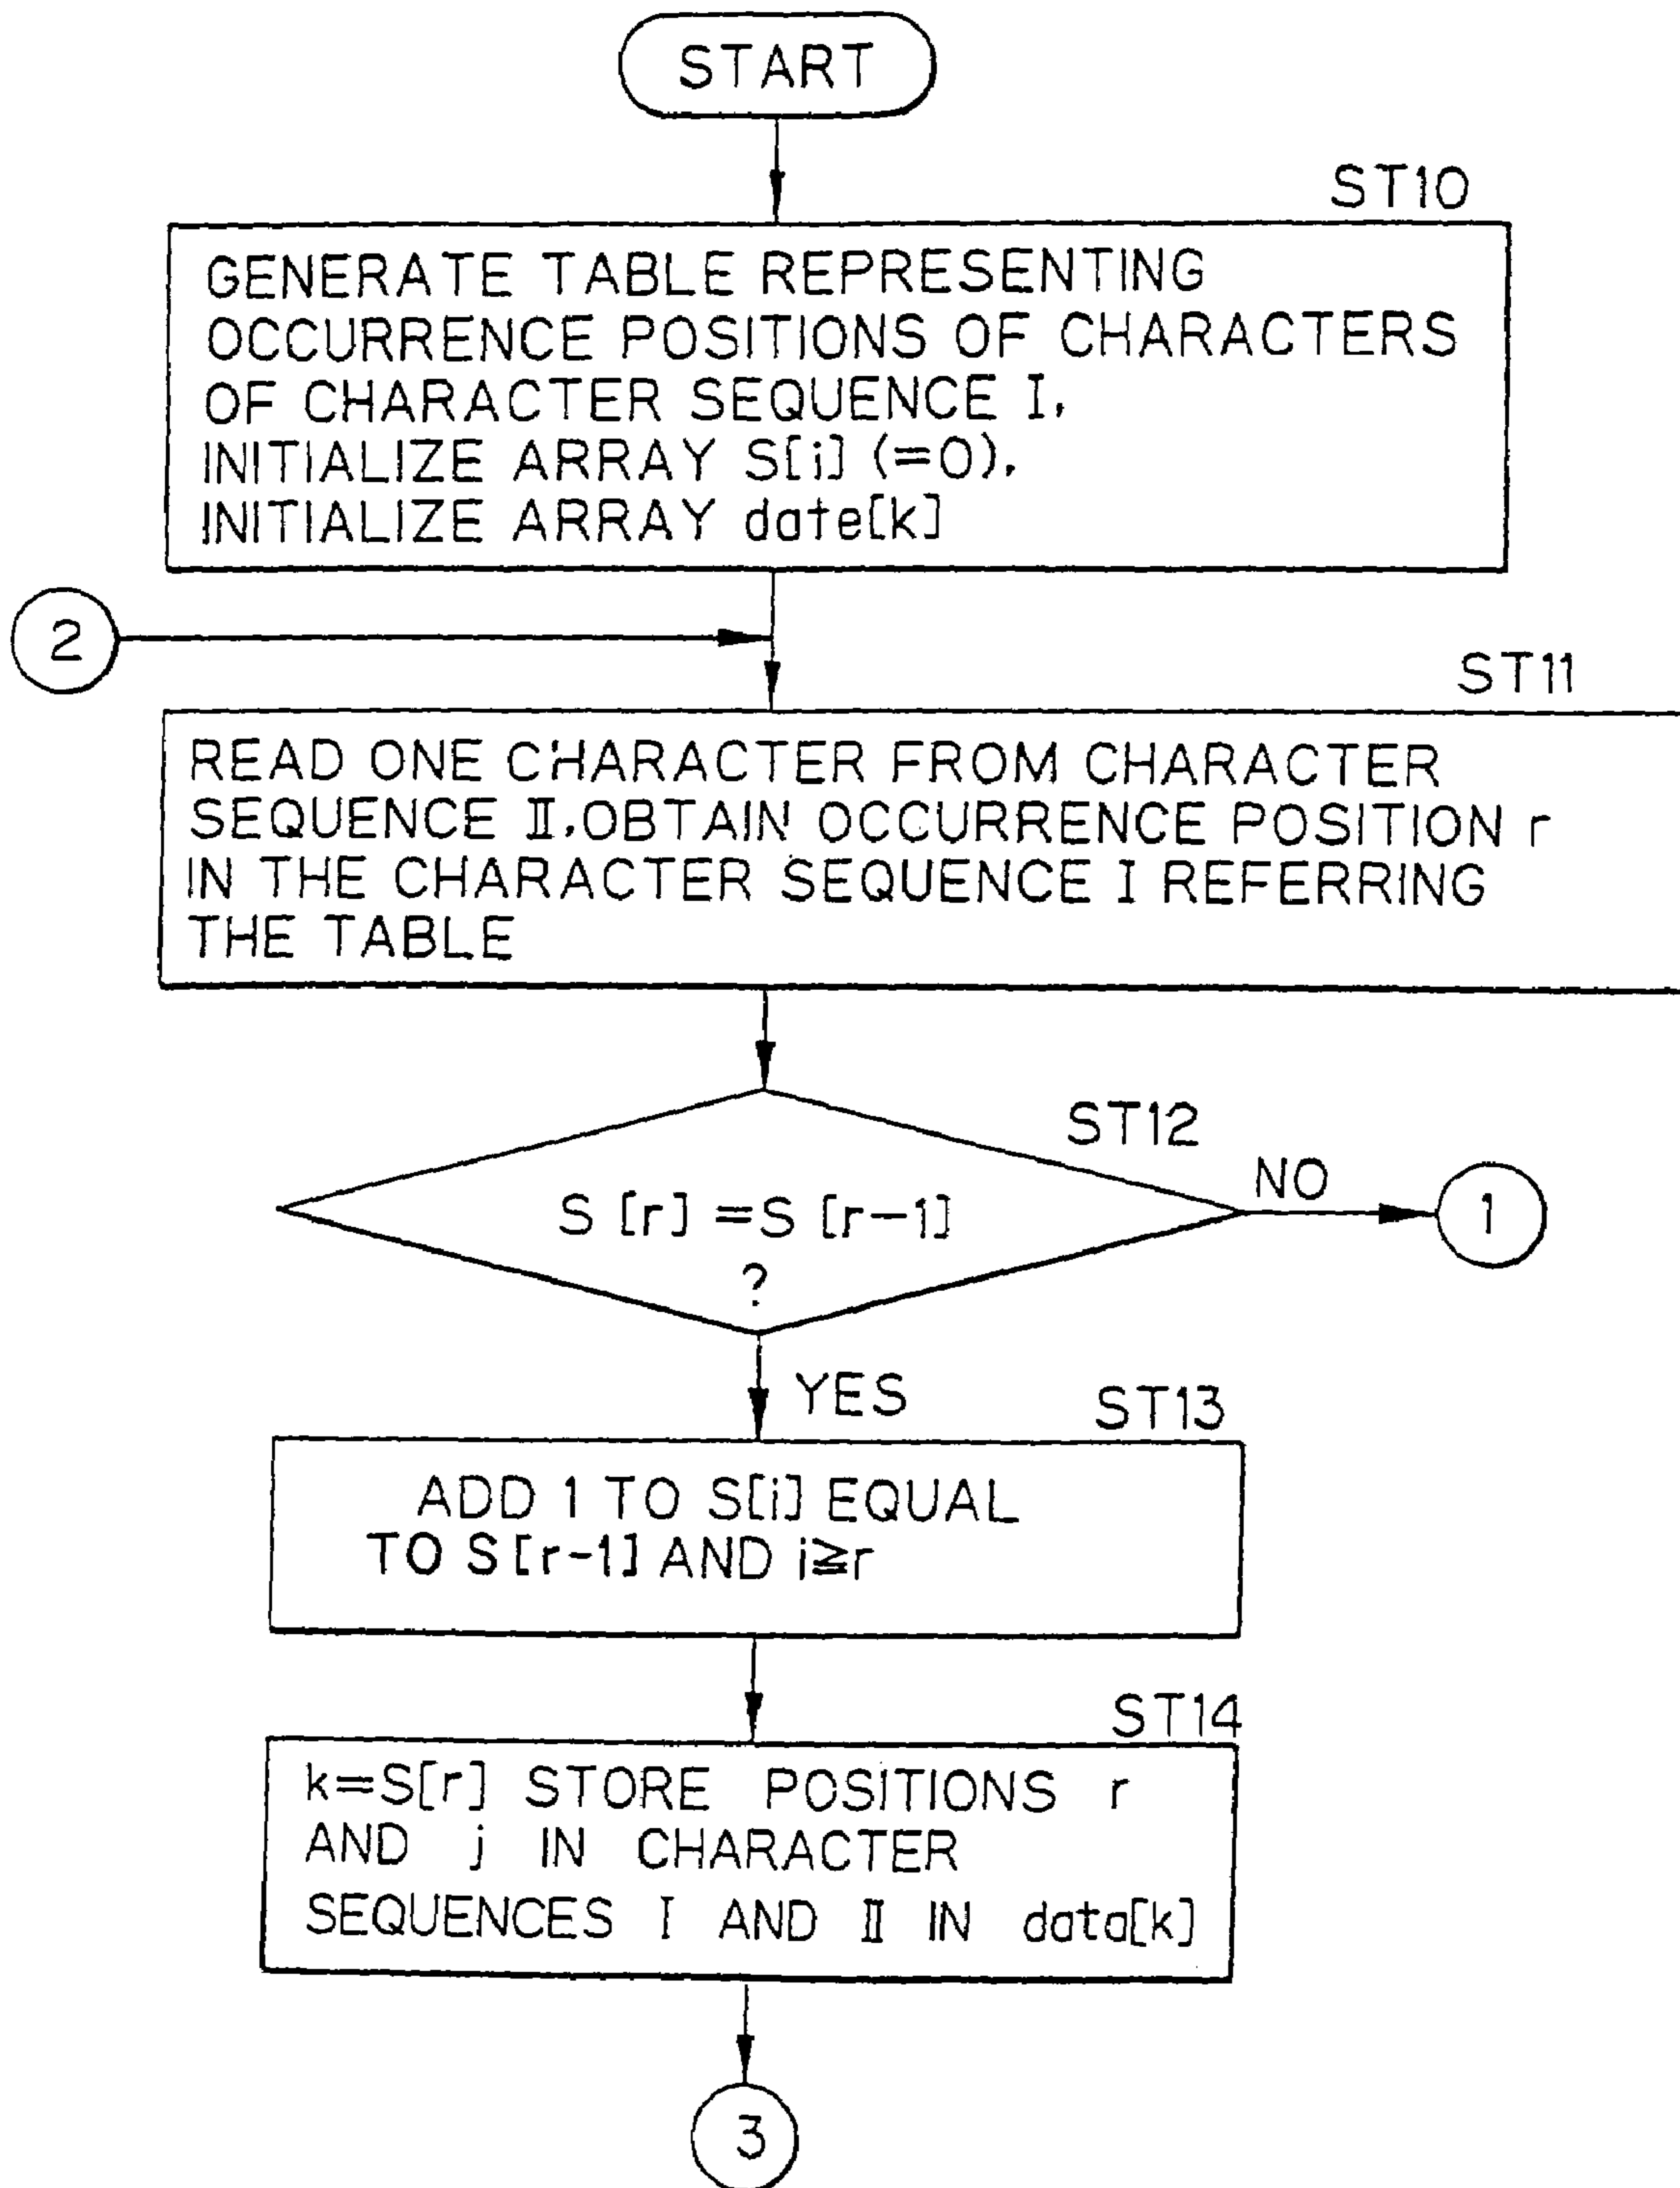 START
ST10
GENERATE TABLE REPRESENTING
OCCURRENCE POSITIONS OF CHARACTERS
OF CHARACTER SEQUENCE I,
INITIALIZE ARRAY S[i] (=0),
INITIALIZE ARRAY date[k]
2
ST11
READ ONE CHARACTER FROM CHARACTER
SEQUENCE II, OBTAIN OCCURRENCE POSITION r
IN THE CHARACTER SEQUENCE I REFERRING
THE TABLE
ST12
S [r] =S [r-1]
?
NO
1
YES
ST13
ADD 1 TO S[i] EQUAL
TO S[r-1] AND i≧r
ST14
k=S[r] STORE POSITIONS r
AND j IN CHARACTER
SEQUENCES I AND II IN data[k]
3